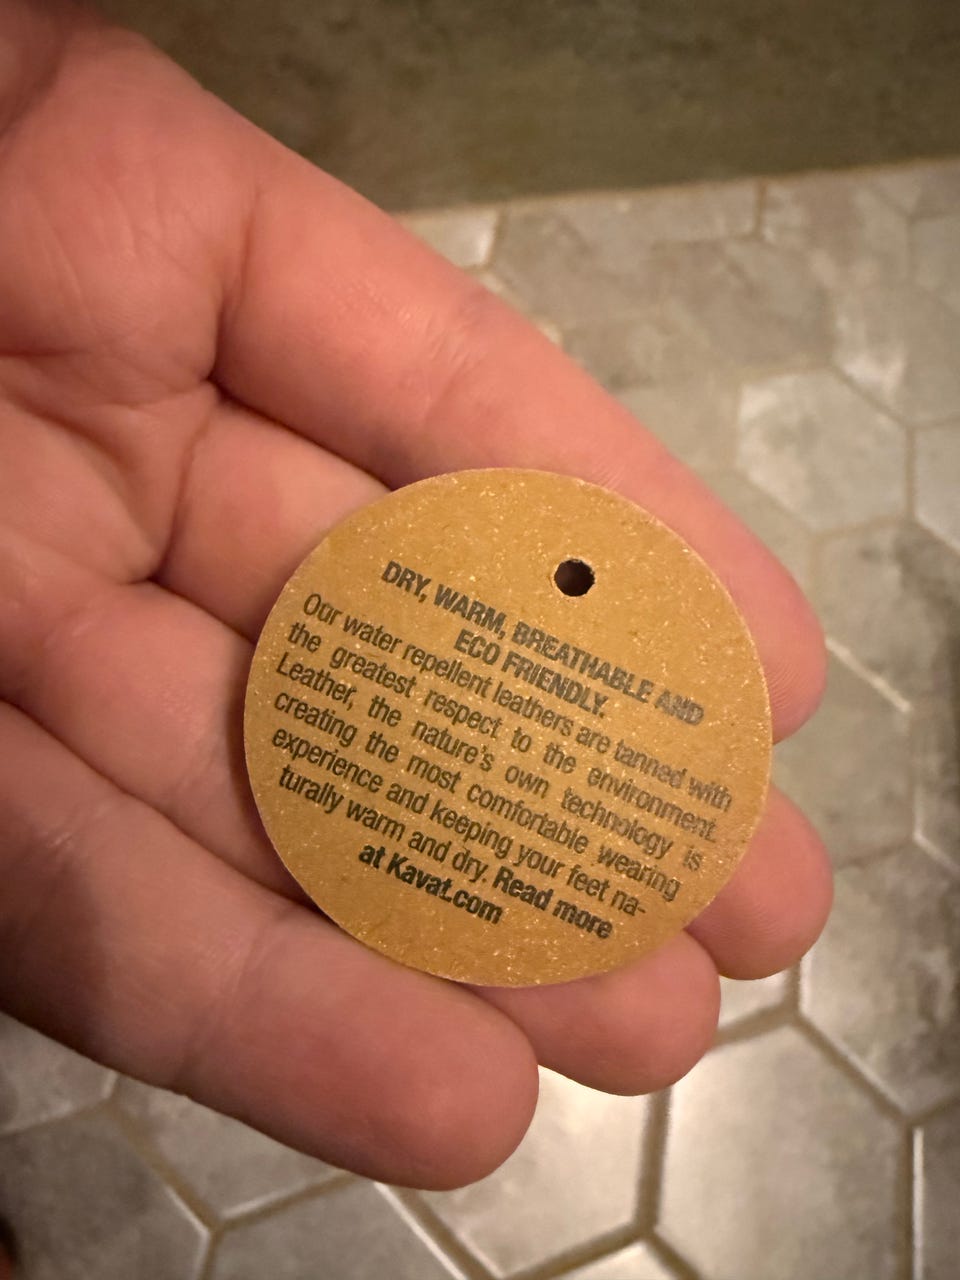 DRY, WARM, BREATHABLE AND
ECO FRIENDLY.
Our water repellent leathers are tanned with
the greatest respect to the environment.
Leather, the nature's own technology is
creating the most comfortable wearing
experience and keeping your feet na-
turally warm and dry. Read more
at Kavat.com